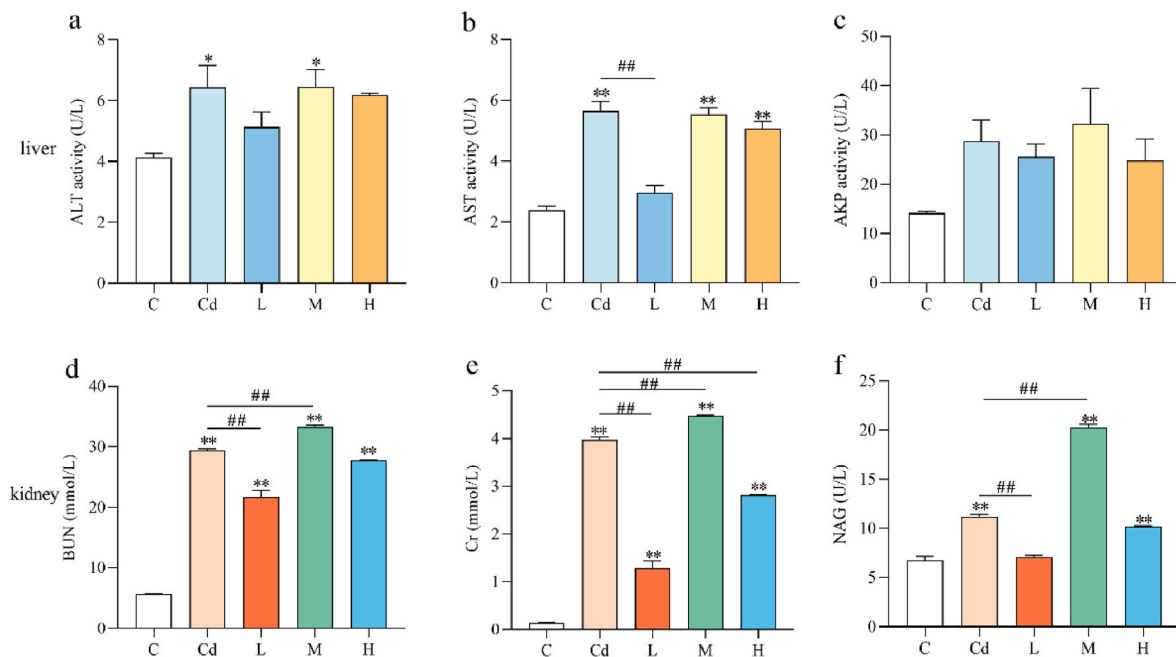 a
b
c
liver
ALT activity (U/L)
8
6
4
2
0
*
*
C Cd L M H
AST activity (U/L)
8
6
4
2
0
##
**
**
**
C Cd L M H
AKP activity (U/L)
50
40
30
20
10
0
C Cd L M H
d
e
f
kidney
BUN (mmol/L)
40
30
20
10
0
##
##
**
**
**
**
C Cd L M H
Cr (mmol/L)
5
4
3
2
1
0
##
##
##
**
**
**
**
C Cd L M H
NAG (U/L)
25
20
15
10
5
0
##
##
**
**
**
C Cd L M H